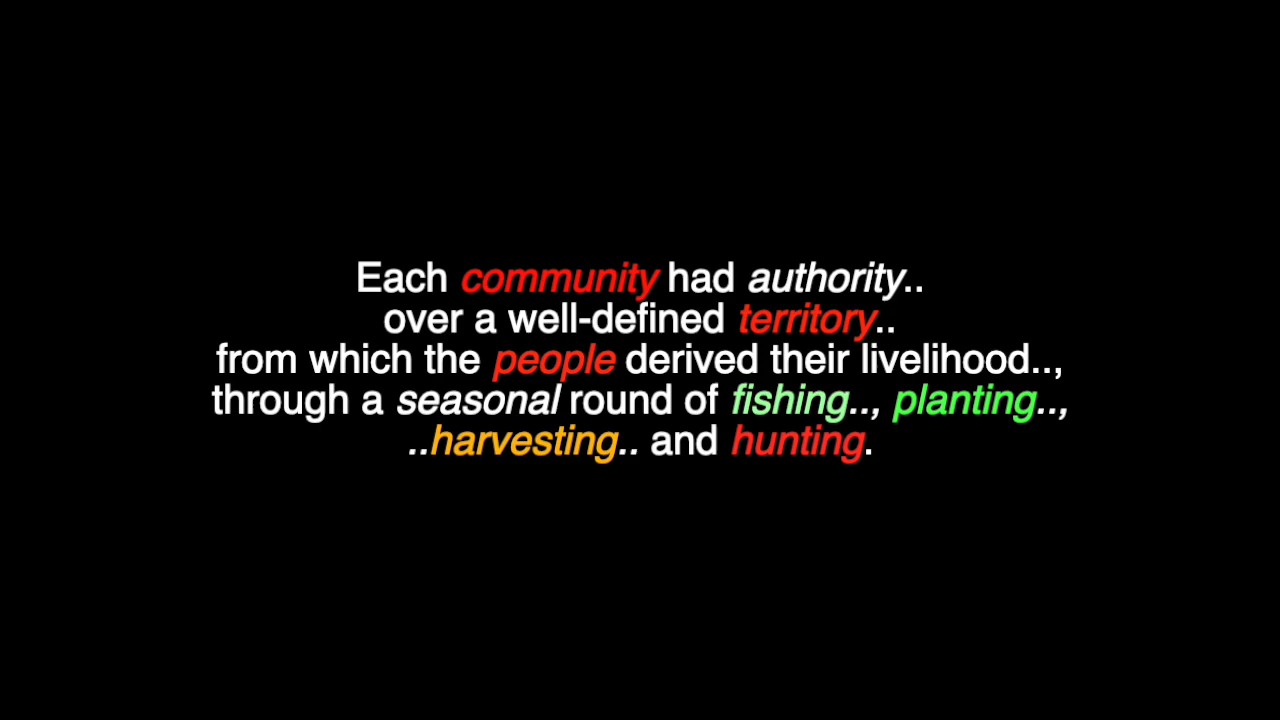 Each community had authority..
over a well-defined territory..
from which the people derived their livelihood..,
through a seasonal round of fishing.., planting..,
..harvesting.. and hunting.